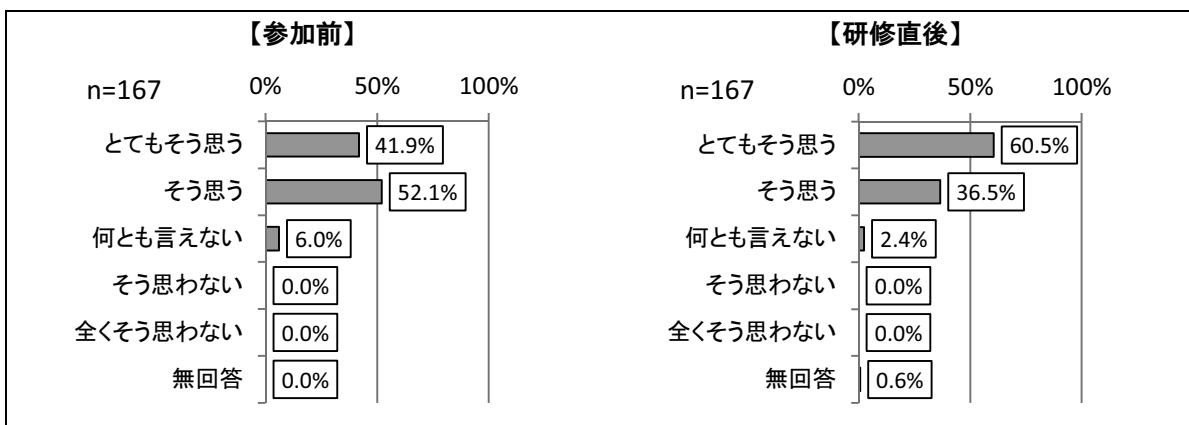 【参加前】
n=167
0% 50% 100%
とてもそう思う 41.9%
そう思う 52.1%
何とも言えない 6.0%
そう思わない 0.0%
全くそう思わない 0.0%
無回答 0.0%
【研修直後】
n=167
0% 50% 100%
とてもそう思う 60.5%
そう思う 36.5%
何とも言えない 2.4%
そう思わない 0.0%
全くそう思わない 0.0%
無回答 0.6%